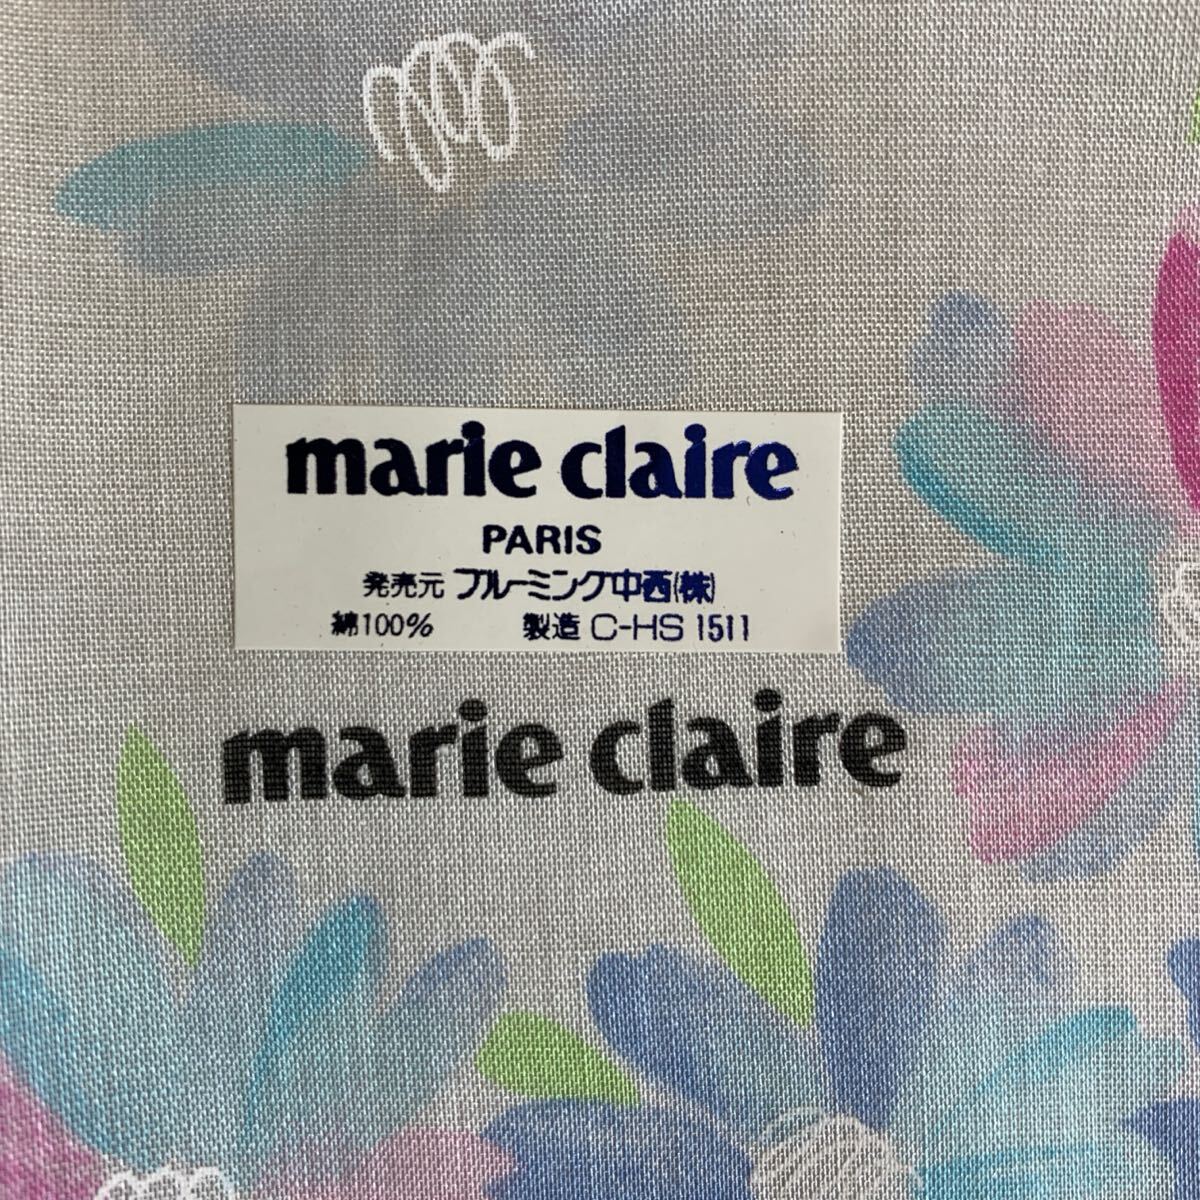 marie claire
PARIS
発売元 ブルーミング中西(株)
綿100% 製造 C-HS 1511
marie claire